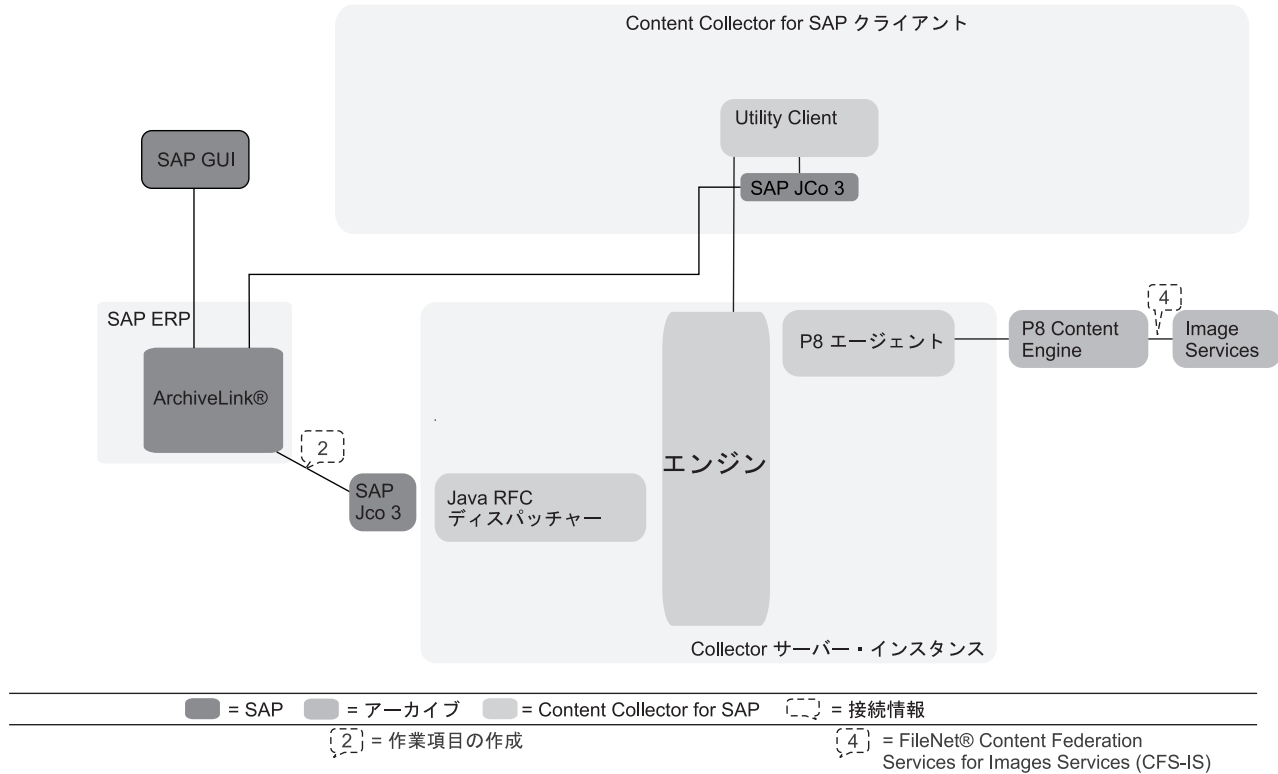 Content Collector for SAP クライアント
Utility Client
SAP GUI
SAP JCo 3
SAP ERP
ArchiveLink®
2
SAP
Jco 3
Java RFC
ディスパッチャー
エンジン
P8 エージェント
P8 Content
Engine
4
Image
Services
Collector サーバー・インスタンス
= SAP
= アーカイブ
= Content Collector for SAP
= 接続情報
2 = 作業項目の作成
4 = FileNet® Content Federation
Services for Images Services (CFS-IS)